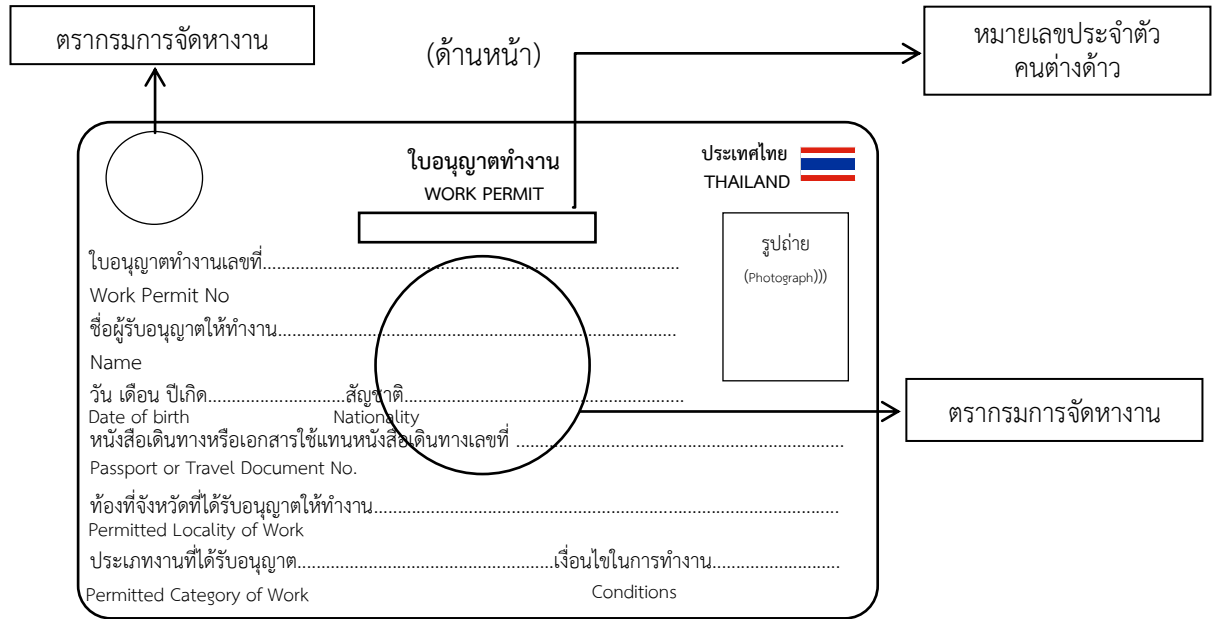 ตรากรมการจัดหางาน
(ด้านหน้า)
หมายเลขประจำตัว
คนต่างด้าว
ใบอนุญาตทำงาน
WORK PERMIT
ประเทศไทย
THAILAND
รูปถ่าย
(Photograph)))
ใบอนุญาตทำงานเลขที่................................................................................
Work Permit No
ชื่อผู้รับอนุญาตให้ทำงาน................................................................................
Name
วัน เดือน ปีเกิด............................สัญชาติ........................................................
Date of birth Nationality
หนังสือเดินทางหรือเอกสารใช้แทนหนังสือเดินทางเลขที่ ................................................................
Passport or Travel Document No.
ตรากรมการจัดหางาน
ท้องที่จังหวัดที่ได้รับอนุญาตให้ทำงาน................................................................................................
Permitted Locality of Work
ประเภทงานที่ได้รับอนุญาต....................................................เงื่อนไขในการทำงาน..........................
Permitted Category of Work Conditions